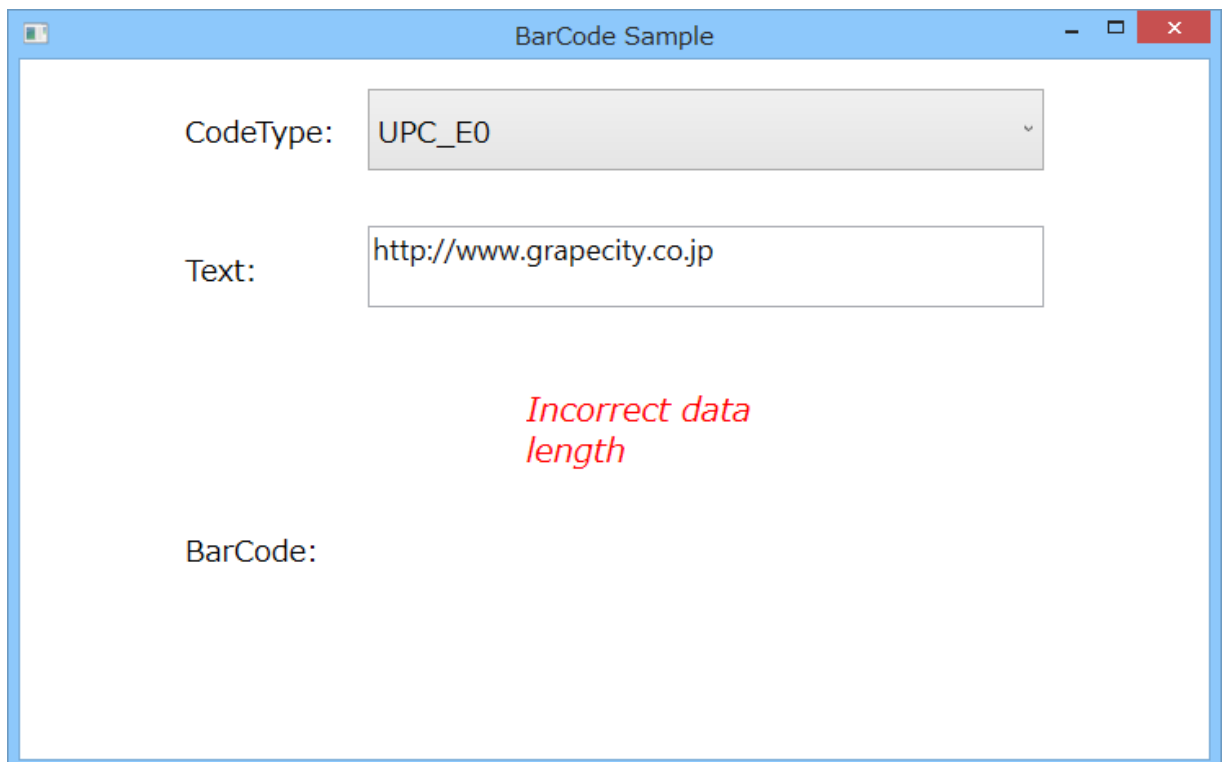 BarCode Sample
CodeType:
UPC_E0
Text:
http://www.grapecity.co.jp
Incorrect data
length
BarCode: